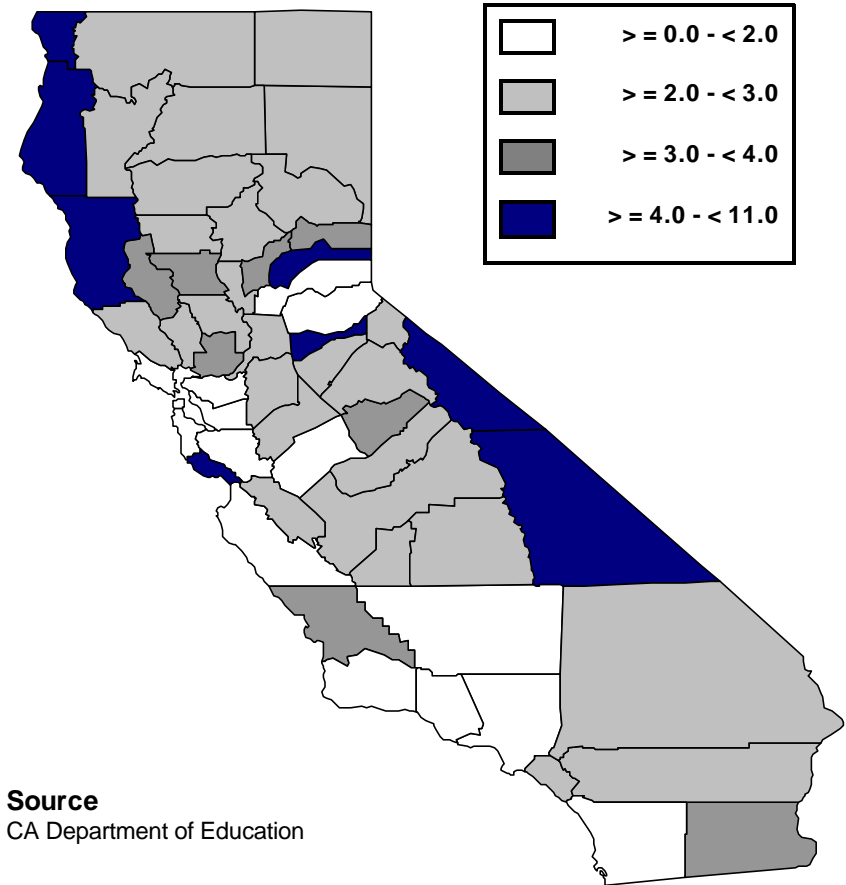 > = 0.0 - < 2.0
> = 2.0 - < 3.0
> = 3.0 - < 4.0
> = 4.0 - < 11.0
Source
CA Department of Education